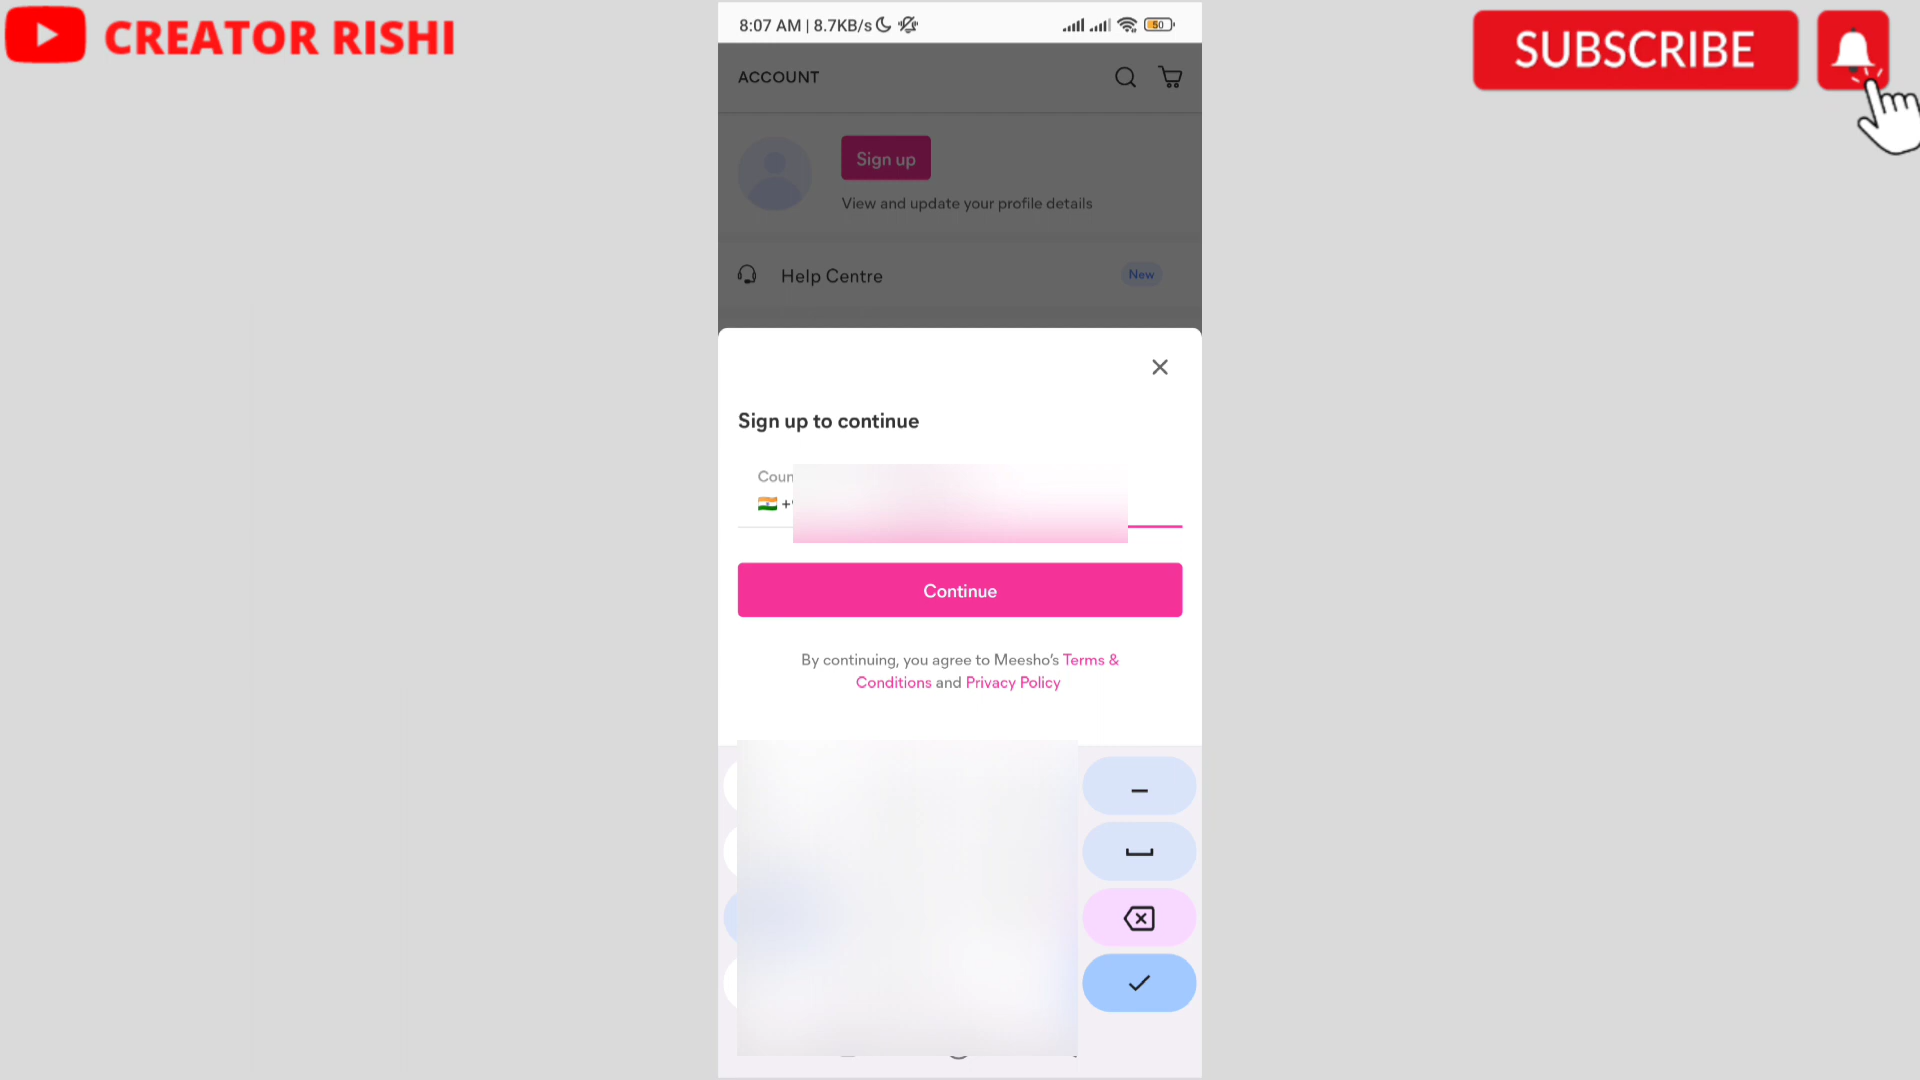 CREATOR RISHI
SUBSCRIBE
8:07 AM | 8.7KB/s
50
ACCOUNT
Sign up
View and update your profile details
Help Centre
New
Sign up to continue
Coun
+
Continue
By continuing, you agree to Meesho's Terms &
Conditions and Privacy Policy